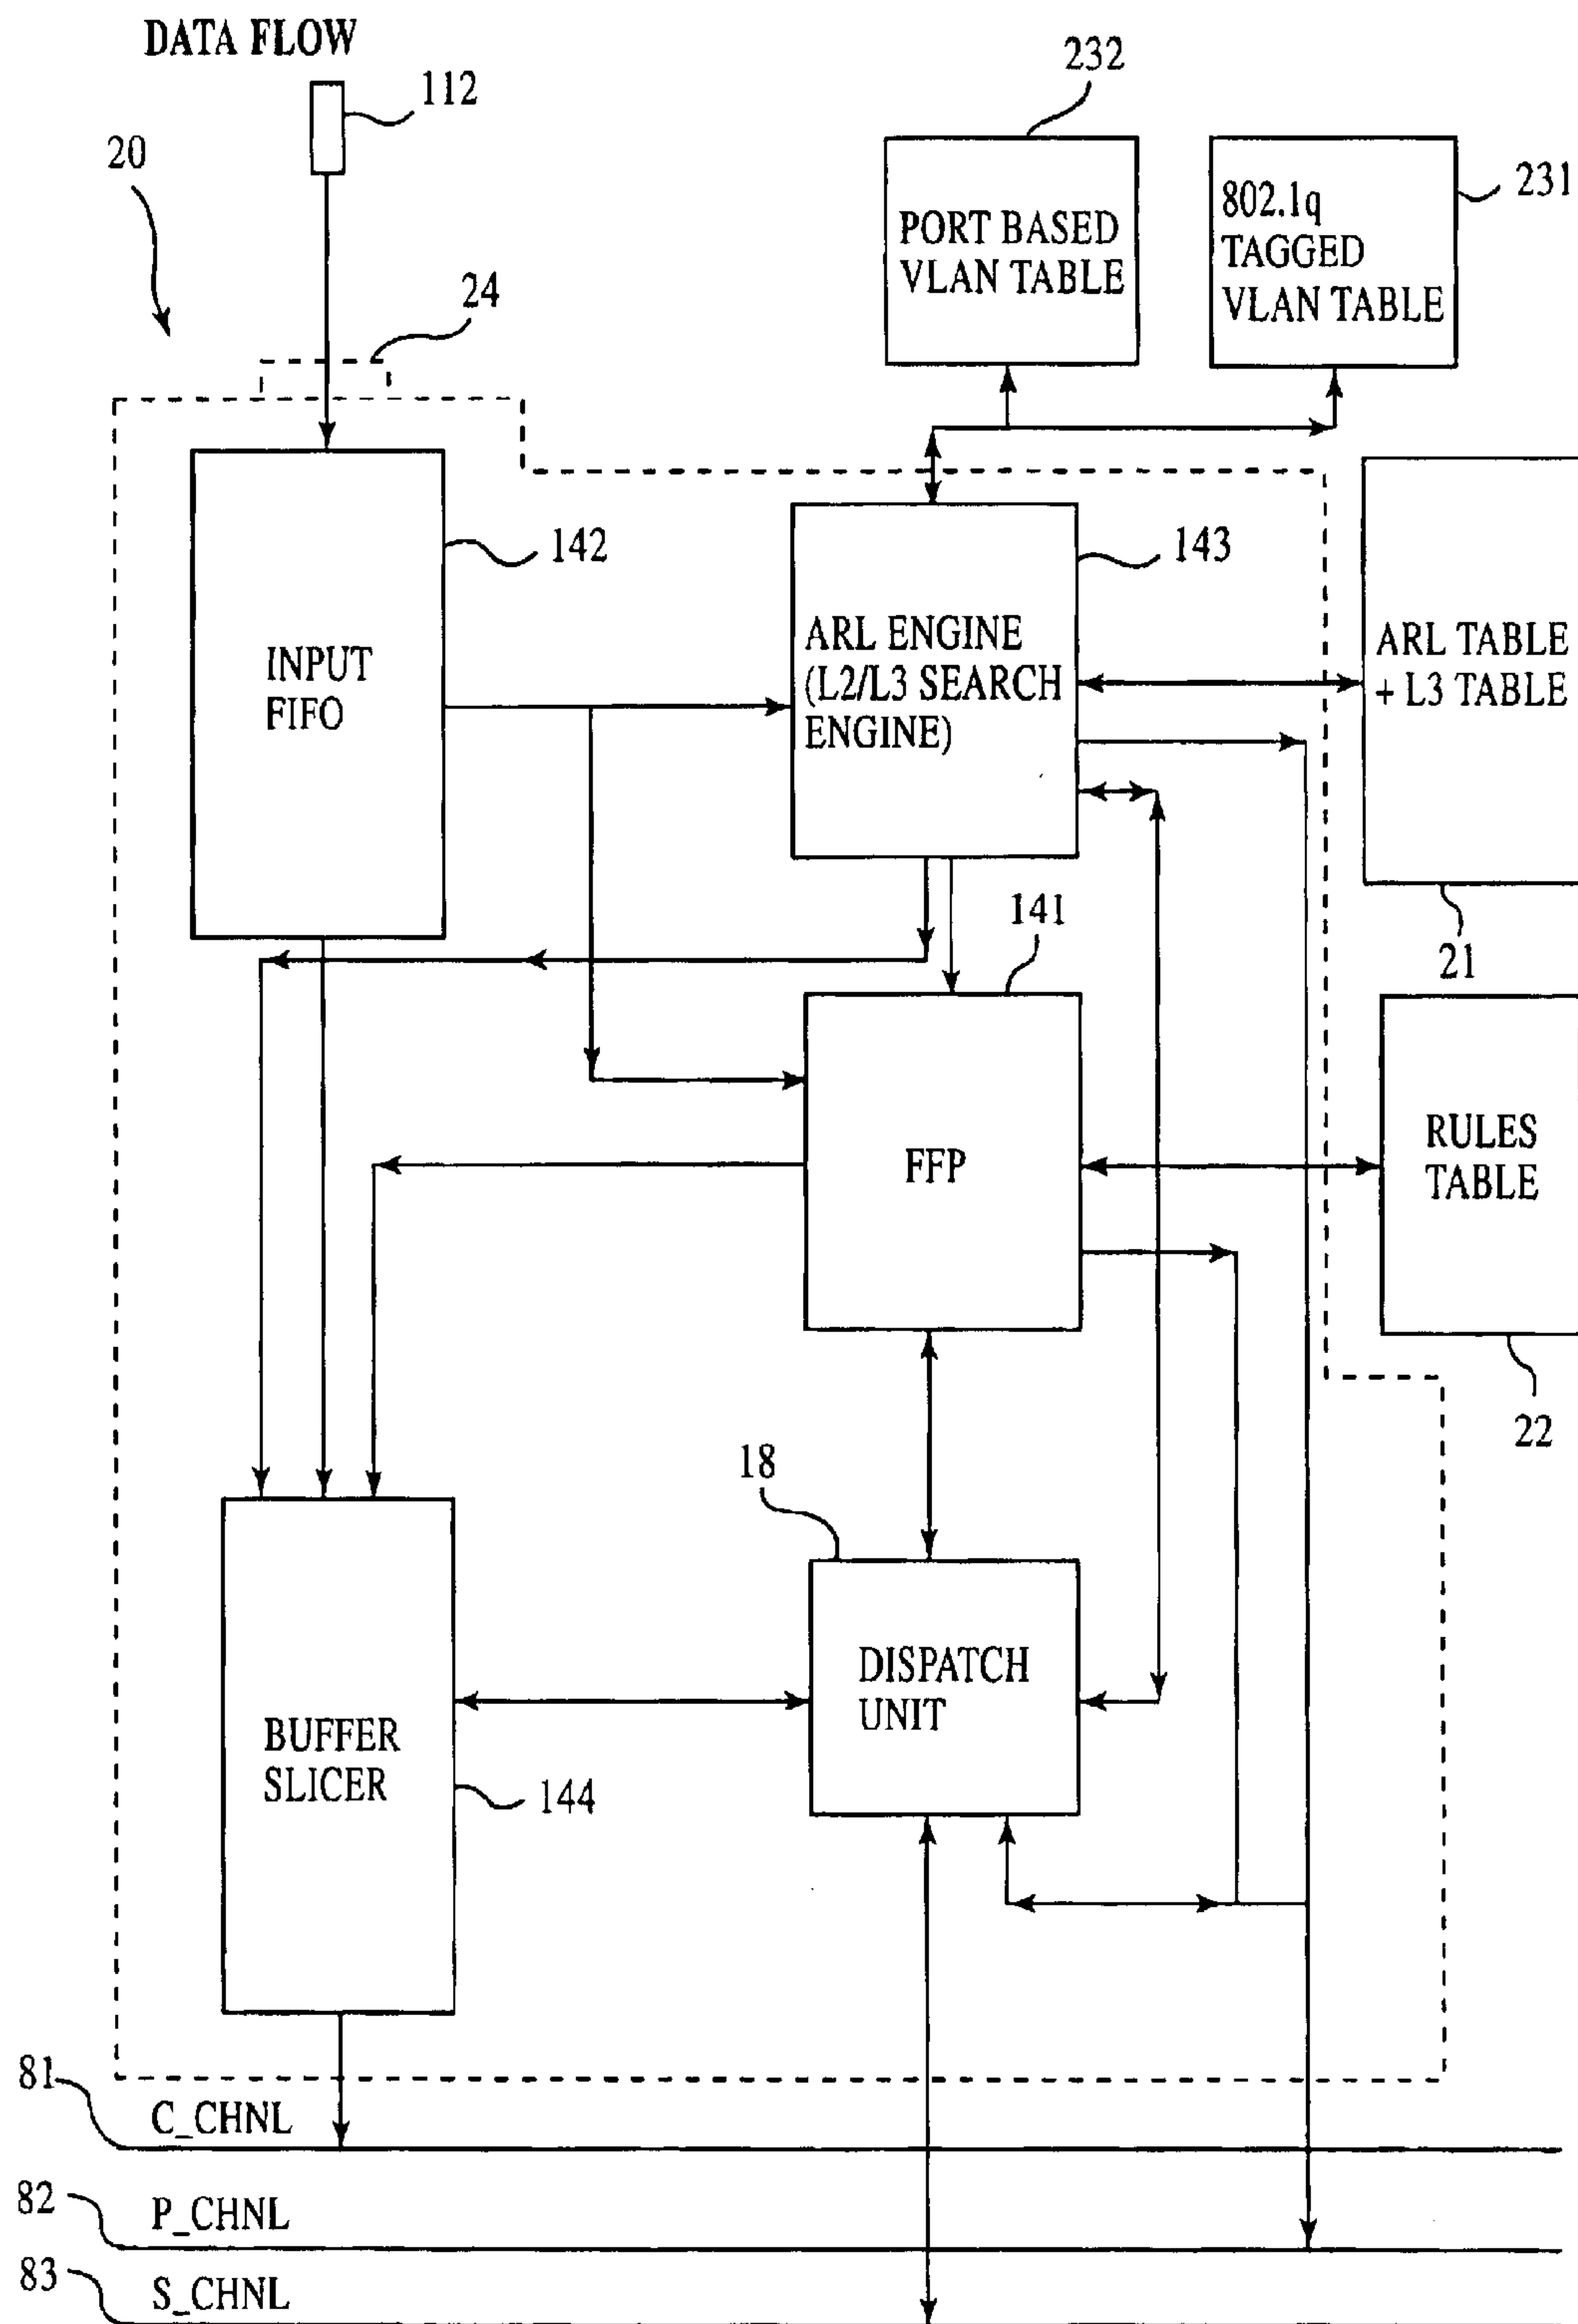 DATA FLOW
112
232
20
231
PORT BASED
VLAN TABLE
802.1q
TAGGED
VLAN TABLE
24
142
143
INPUT
FIFO
ARL ENGINE
(L2/L3 SEARCH
ENGINE)
ARL TABLE
+ L3 TABLE
141
21
FFP
RULES
TABLE
22
18
DISPATCH
UNIT
BUFFER
SLICER
144
81
C_CHNL
82
P_CHNL
83
S_CHNL